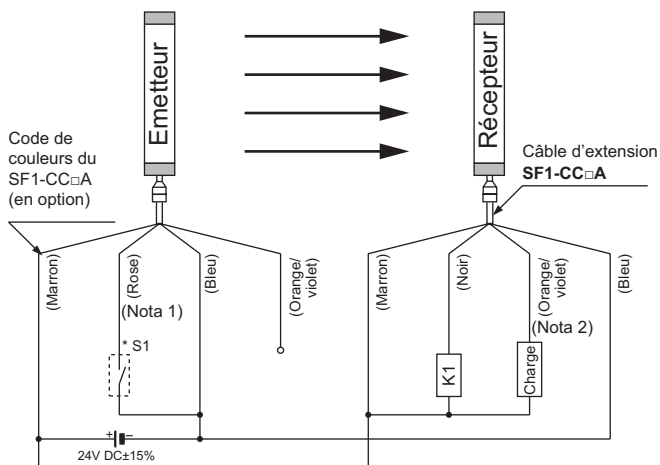 Emetteur
Récepteur
Code de
couleurs du
SF1-CC□A
(en option)
Câble d'extension
SF1-CC□A
(Marron)
(Rose)
(Bleu)
(Orange/
violet)
(Marron)
(Noir)
(Orange/
violet)
(Bleu)
(Nota 1)
(Nota 2)
* S1
K1
Charge
+ −
24V DC±15%